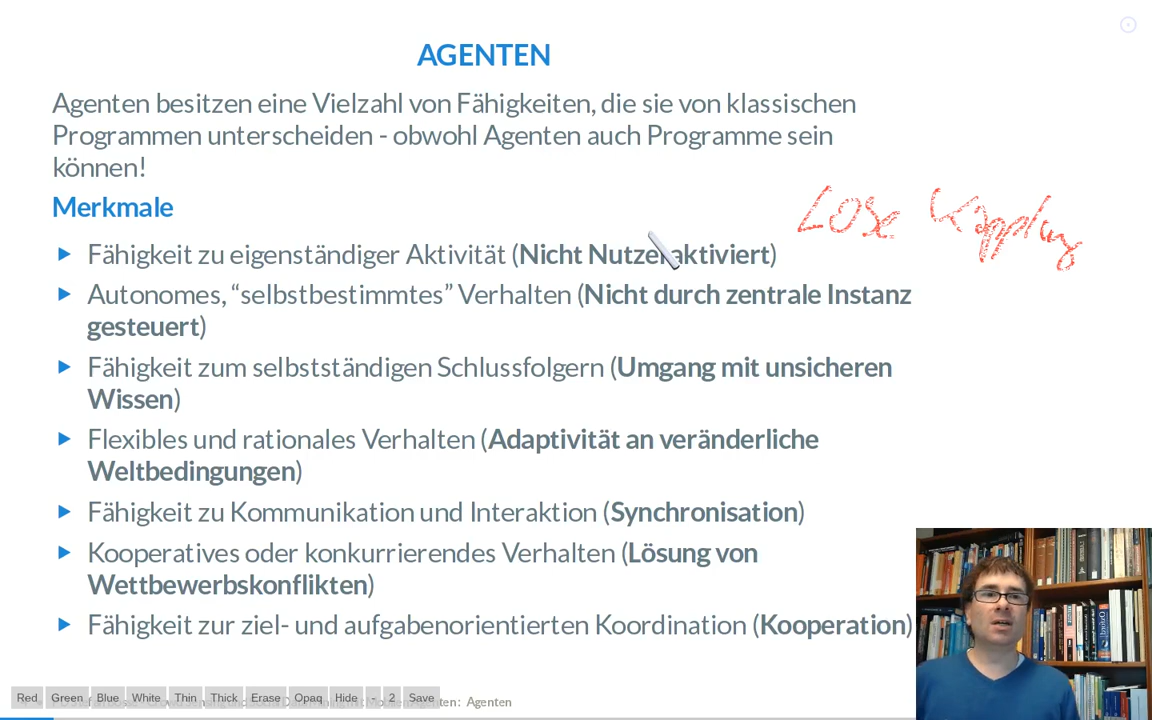 AGENTEN
Agenten besitzen eine Vielzahl von Fähigkeiten, die sie von klassischen
Programmen unterscheiden - obwohl Agenten auch Programme sein
können!
Merkmale
Lose Kopplung
Fähigkeit zu eigenständiger Aktivität (Nicht Nutzeraktiviert)
Autonomes, “selbstbestimmtes” Verhalten (Nicht durch zentrale Instanz
gesteuert)
Fähigkeit zum selbstständigen Schlussfolgern (Umgang mit unsicheren
Wissen)
Flexibles und rationales Verhalten (Adaptivität an veränderliche
Weltbedingungen)
Fähigkeit zu Kommunikation und Interaktion (Synchronisation)
Kooperatives oder konkurrierendes Verhalten (Lösung von
Wettbewerbskonflikten)
Fähigkeit zur ziel- und aufgabenorientierten Koordination (Kooperation)
Red Green Blue White Thin Thick Erase Opaq Hide - 2 Save
Agenten